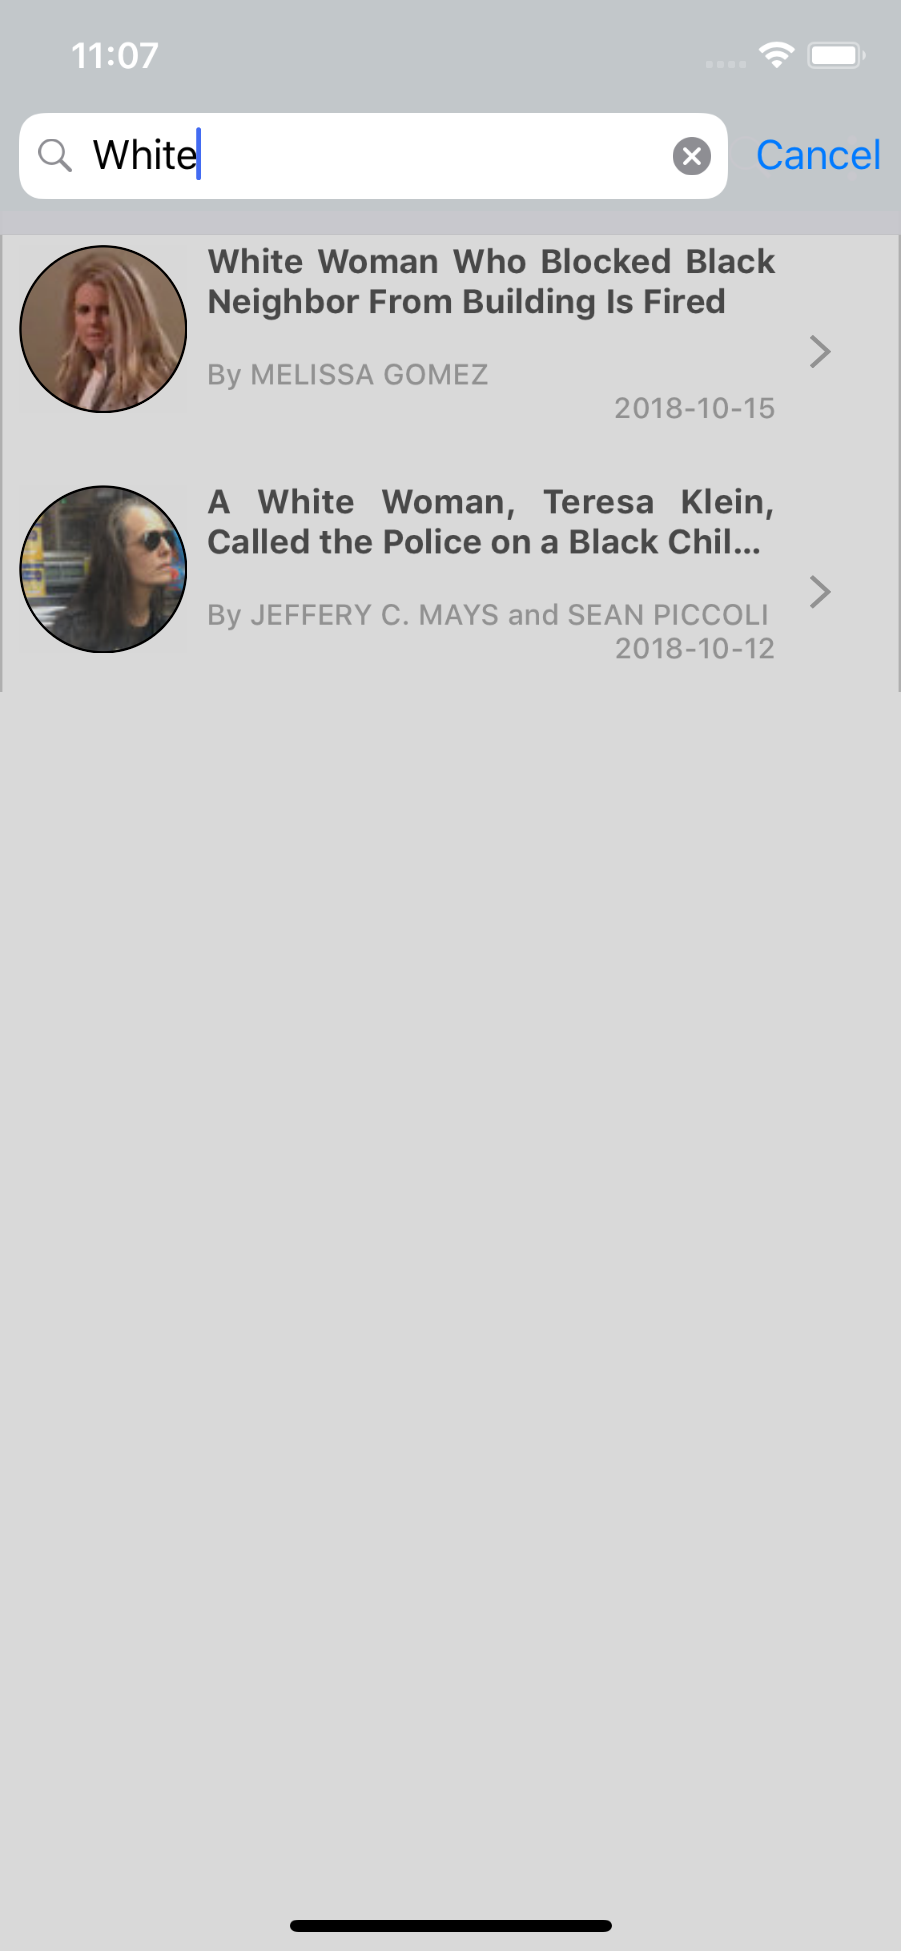 11:07
White
Cancel
White Woman Who Blocked Black
Neighbor From Building Is Fired
By MELISSA GOMEZ
2018-10-15
A White Woman, Teresa Klein,
Called the Police on a Black Chil...
By JEFFERY C. MAYS and SEAN PICCOLI
2018-10-12